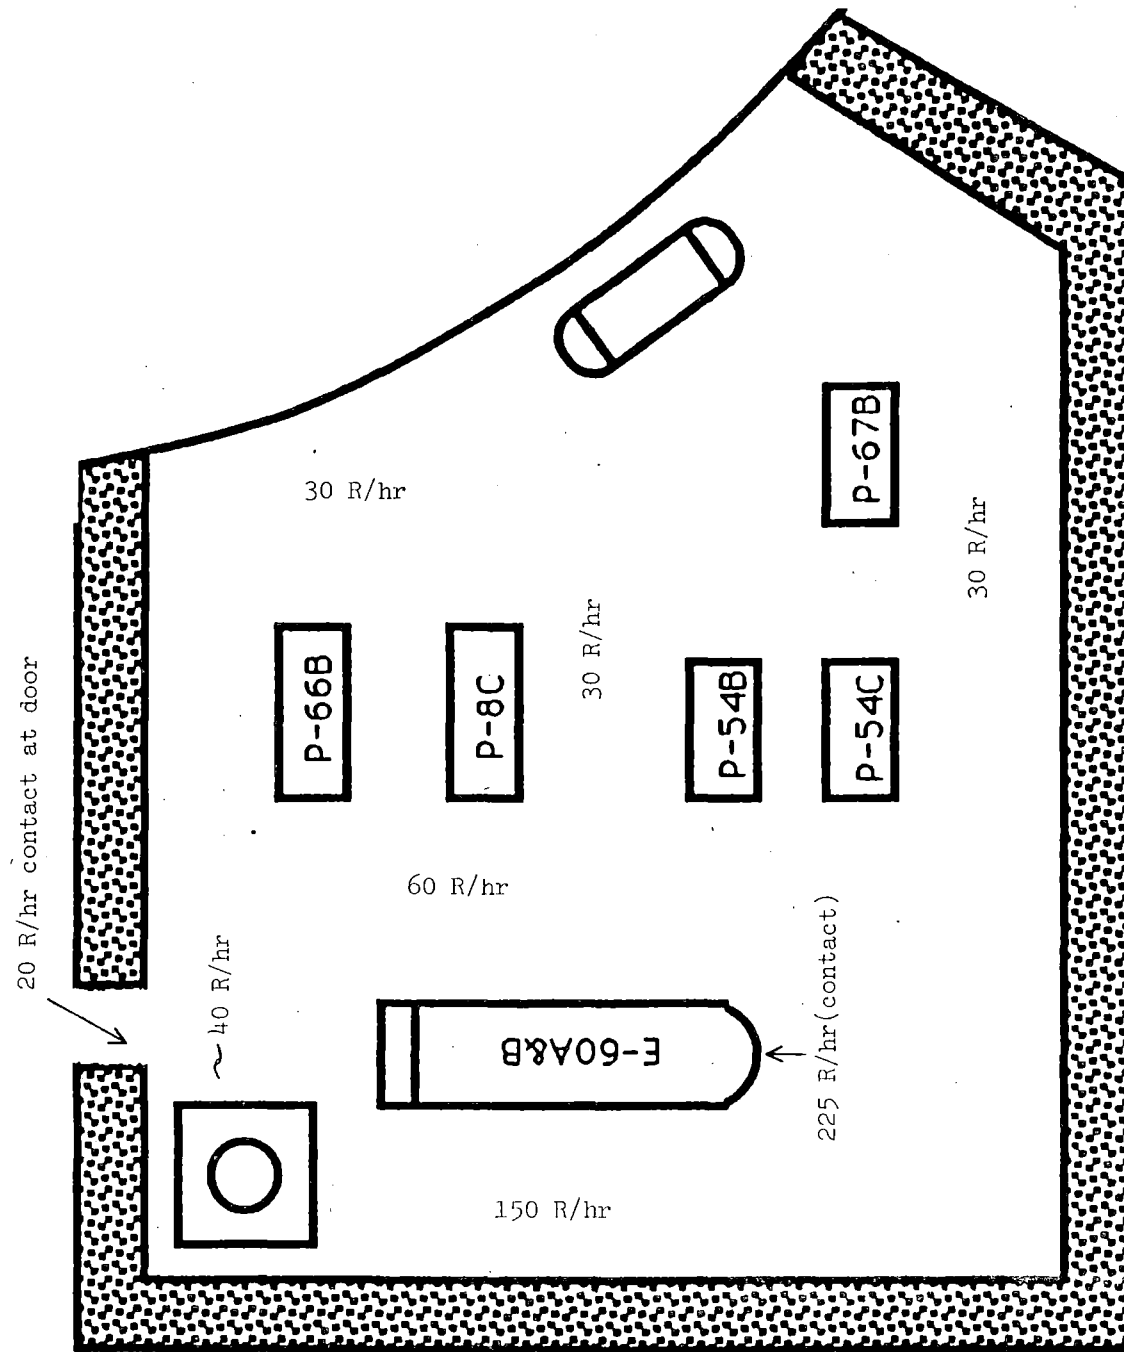 20 R/hr contact at door
~40 R/hr
30 R/hr
P-66B
P-8C
30 R/hr
P-67B
30 R/hr
P-54B
P-54C
60 R/hr
E-60A&B
225 R/hr(contact)
150 R/hr